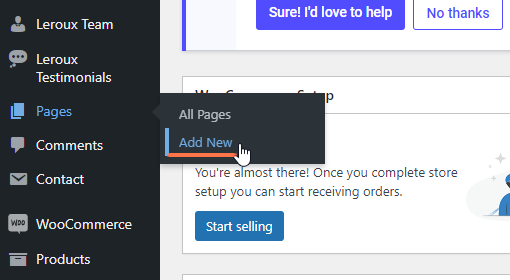 Leroux Team
Leroux
Testimonials
Pages
Comments
Contact
WooCommerce
Products
All Pages
Add New
Sure! I'd love to help
No thanks
Setup
You're almost there! Once you complete store
setup you can start receiving orders.
Start selling